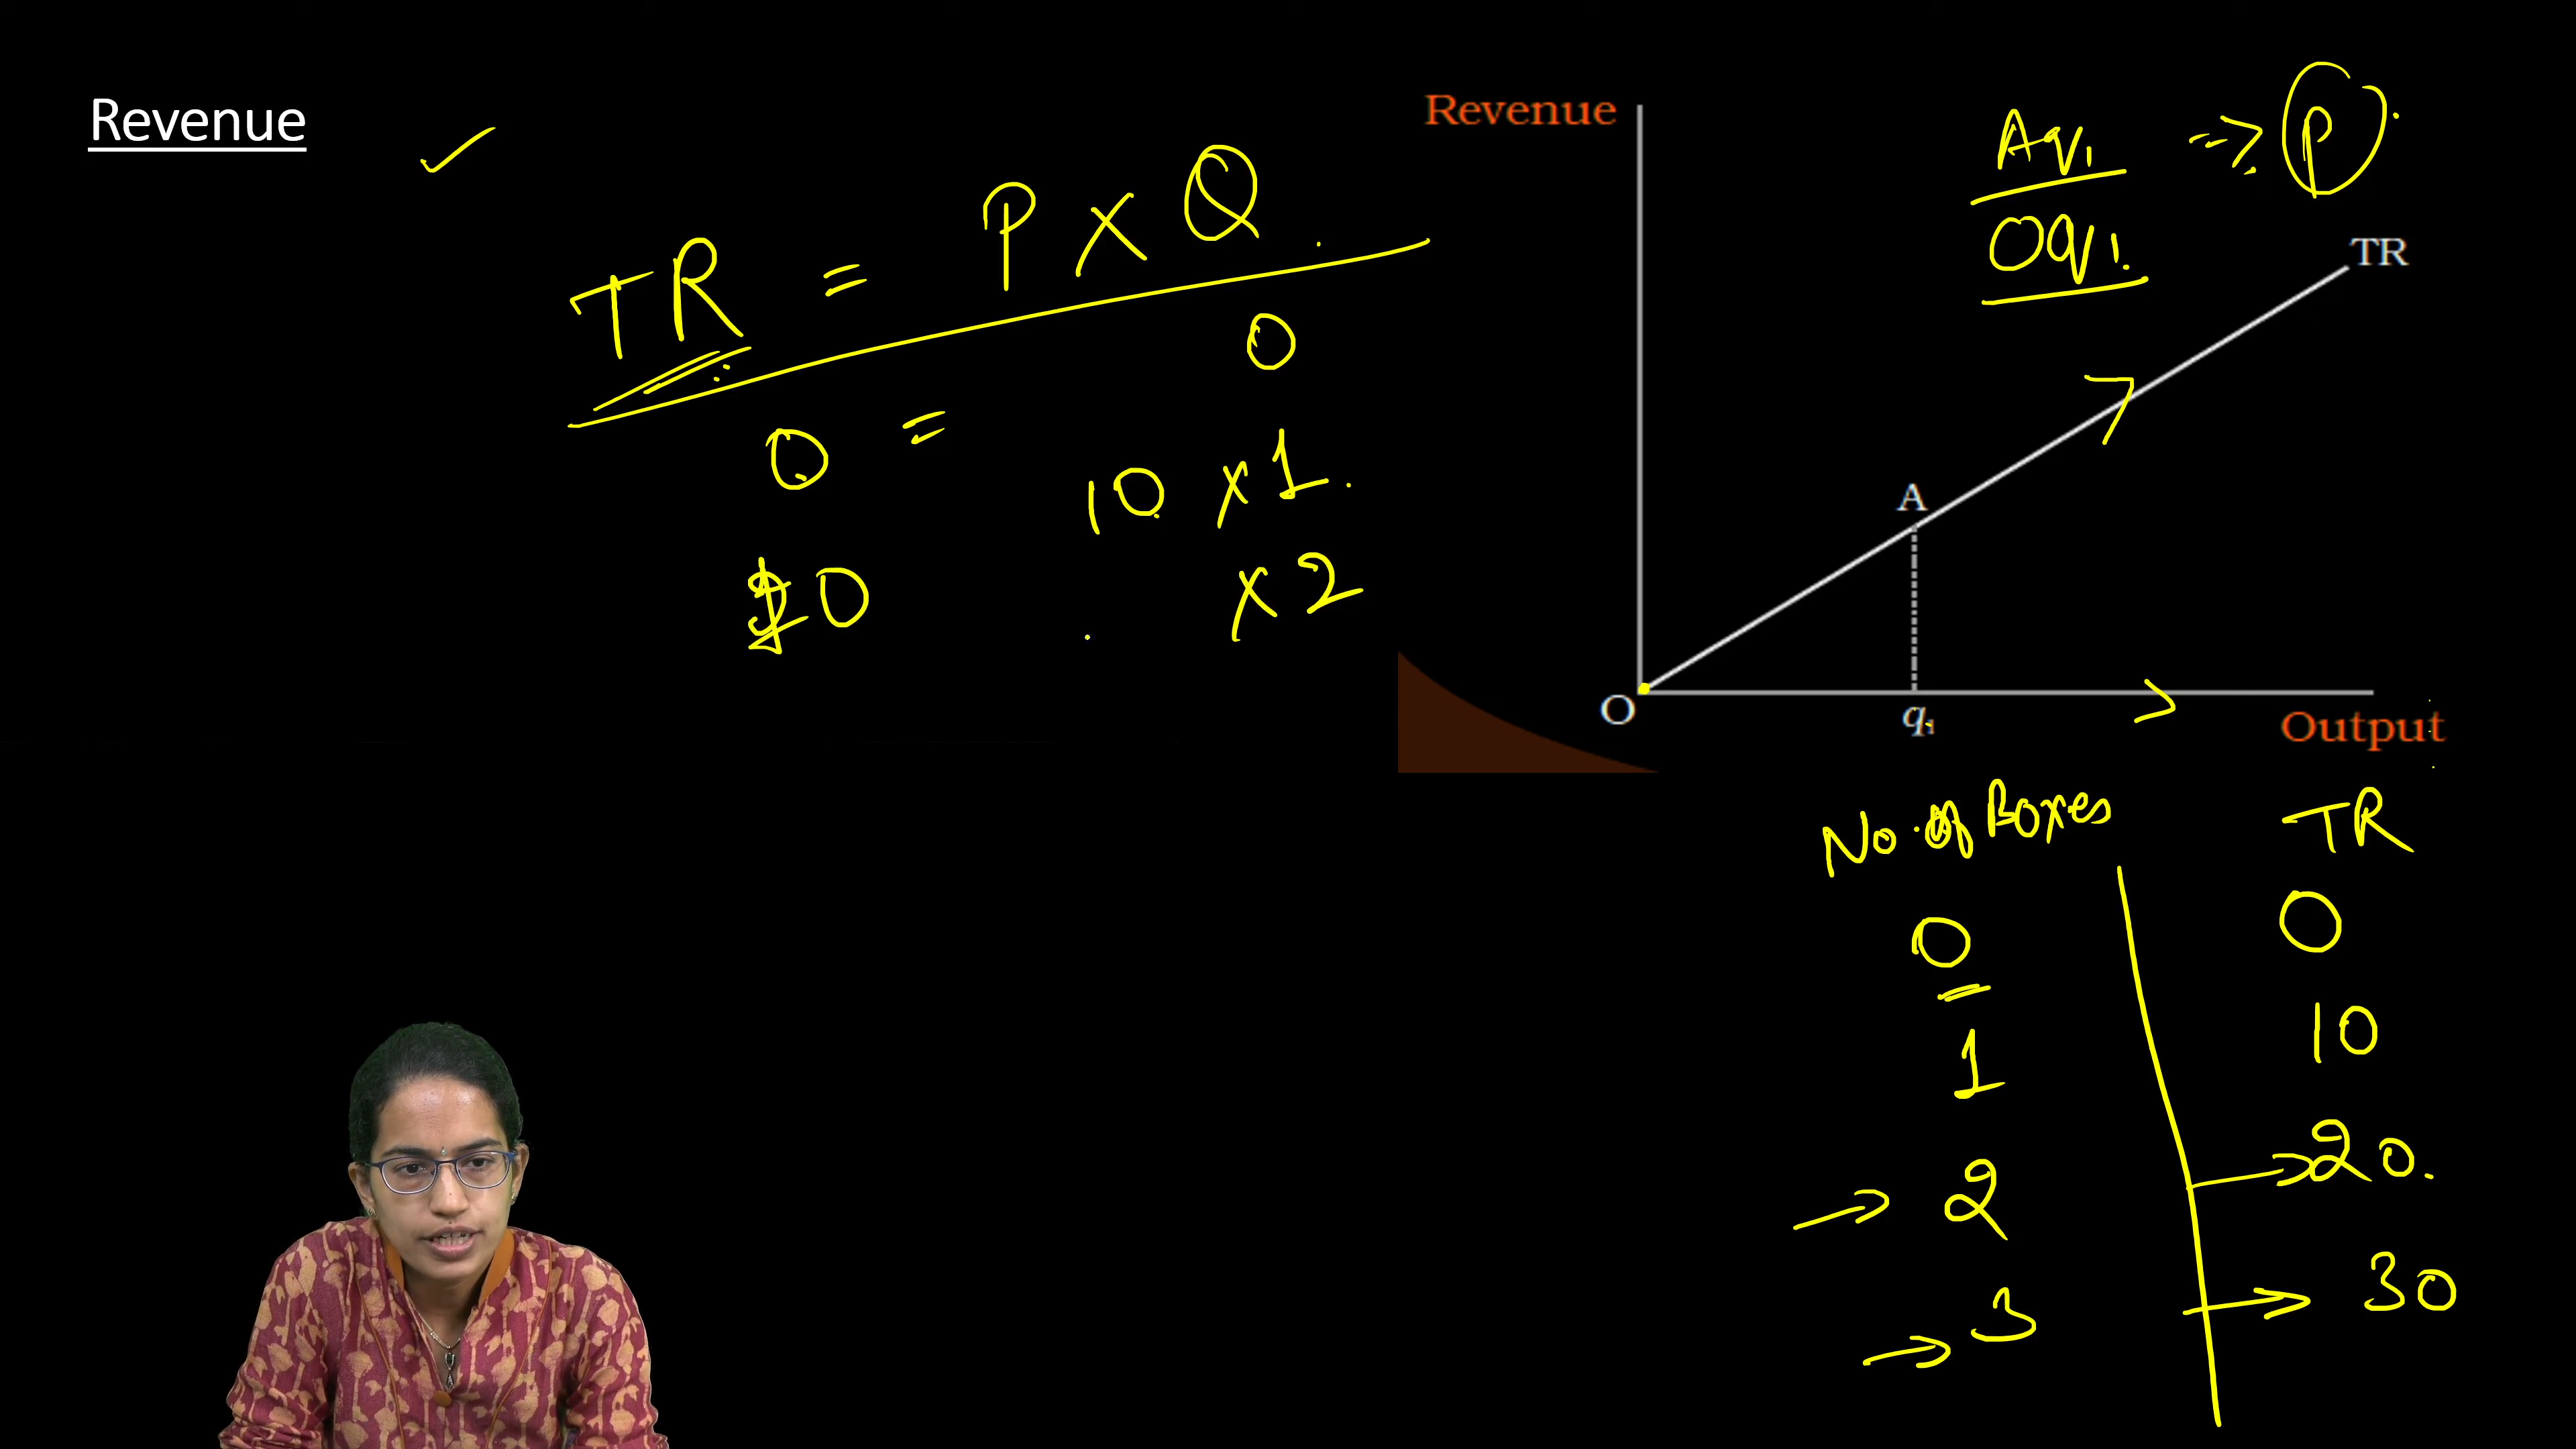 Revenue
TR = P X Q
0 = 0
10 x 1
20 x 2
Revenue
Aq₁
Oq₁
P
TR
A
O
q₁
Output
No. of Boxes TR
0 0
1 10
2 20
3 30